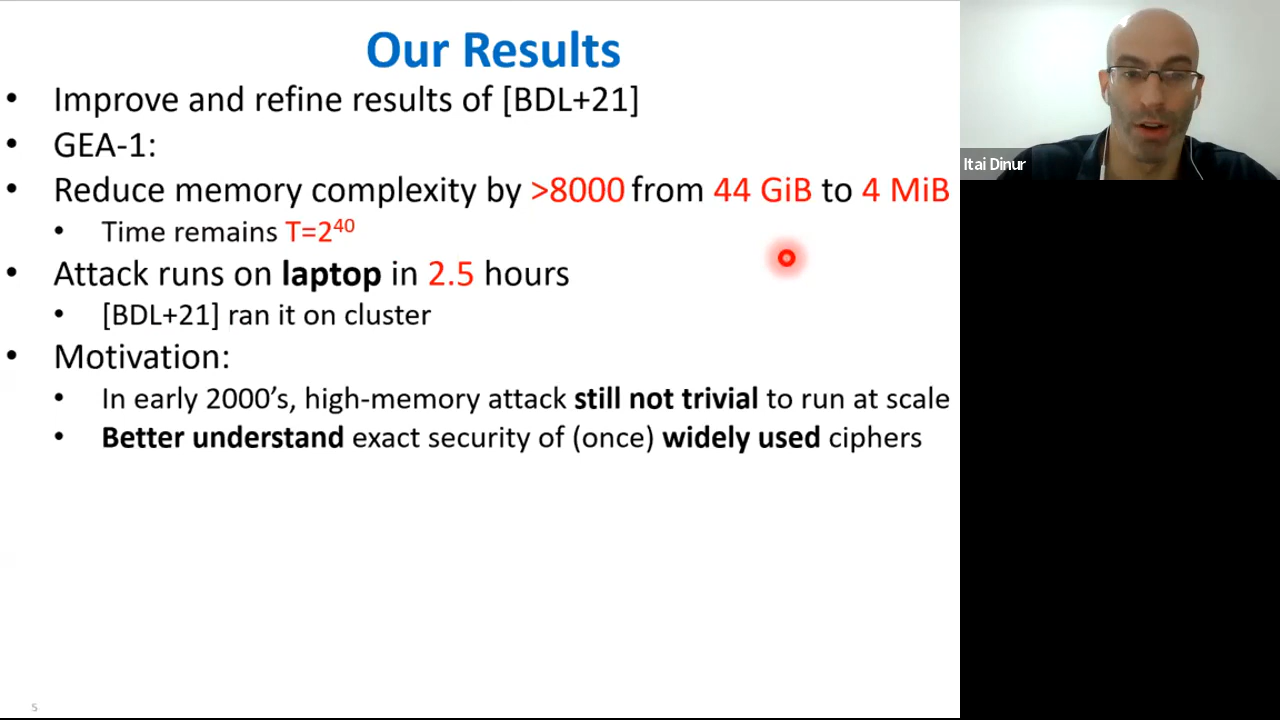 Our Results
• Improve and refine results of [BDL+21]
• GEA-1:
• Reduce memory complexity by >8000 from 44 GiB to 4 MiB
• Time remains T=2⁴⁰
• Attack runs on laptop in 2.5 hours
• [BDL+21] ran it on cluster
• Motivation:
• In early 2000’s, high-memory attack still not trivial to run at scale
• Better understand exact security of (once) widely used ciphers
5
Itai Dinur